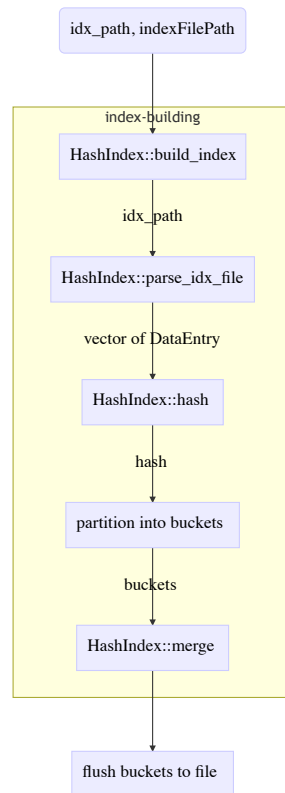 idx_path, indexFilePath
index-building
HashIndex::build_index
idx_path
HashIndex::parse_idx_file
vector of DataEntry
HashIndex::hash
hash
partition into buckets
buckets
HashIndex::merge
flush buckets to file